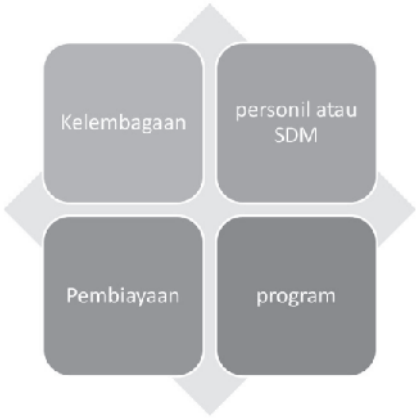 Kelembagaan
personil atau
SDM
Pembiayaan
program